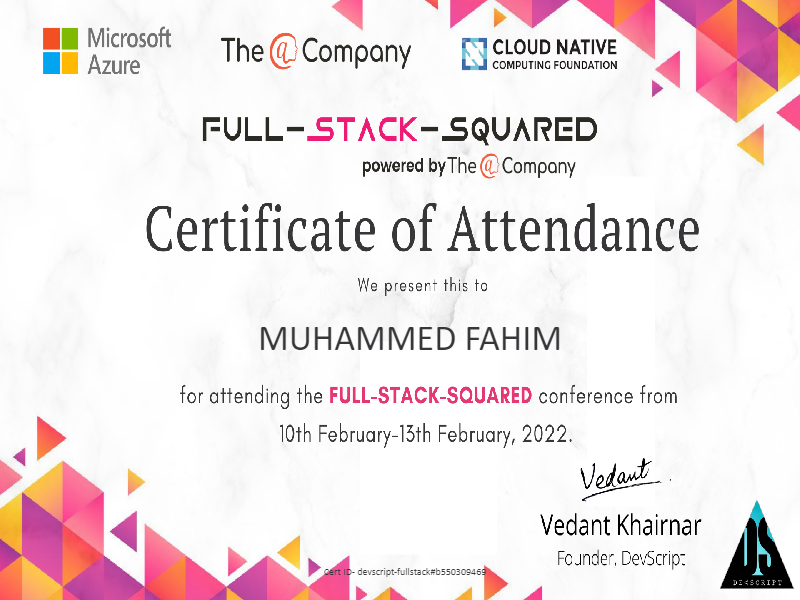 Microsoft Azure
The @ Company
CLOUD NATIVE
COMPUTING FOUNDATION
FULL-STACK-SQUARED
powered by The @ Company
Certificate of Attendance
We present this to
MUHAMMED FAHIM
for attending the FULL-STACK-SQUARED conference from
10th February-13th February, 2022.
Vedant
Vedant Khairnar
Founder, DevScript
DS
DEVSCRIPT
Cert ID- devscript-fullstack#b550309469